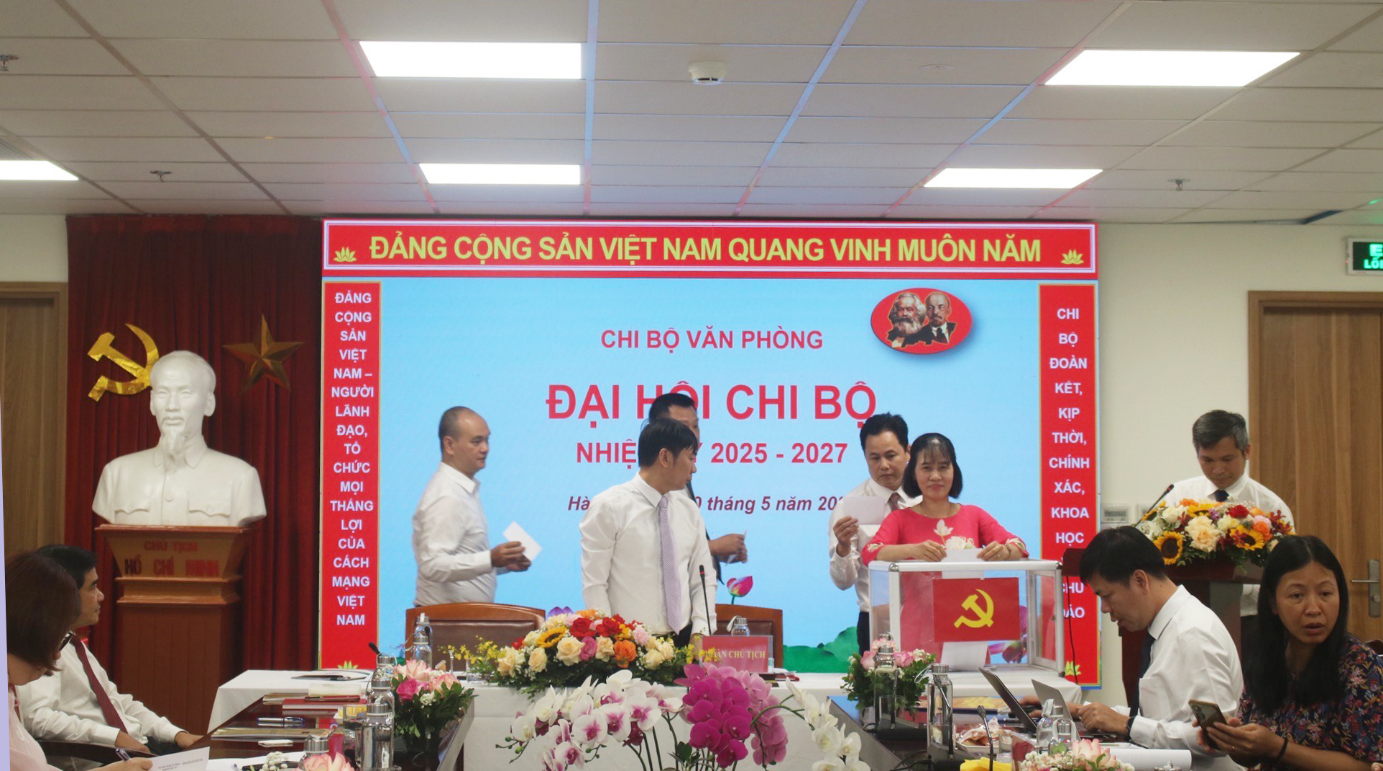 ĐẢNG CỘNG SẢN VIỆT NAM QUANG VINH MUÔN NĂM
ĐẢNG
CỘNG
SẢN
VIỆT
NAM –
NGƯỜI
LÃNH
ĐẠO,
TỔ
CHỨC
MỌI
THẮNG
LỢI
CỦA
CÁCH
MẠNG
VIỆT
NAM
CHI BỘ VĂN PHÒNG
ĐẠI HỘI CHI BỘ
2025 - 2027
tháng 5 năm
CHI
BỘ
ĐOÀN
KẾT,
KỊP
THỜI,
CHÍNH
XÁC,
KHOA
HỌC
CHỦ TỊCH
HỒ CHÍ MINH
CHỦ TỊCH